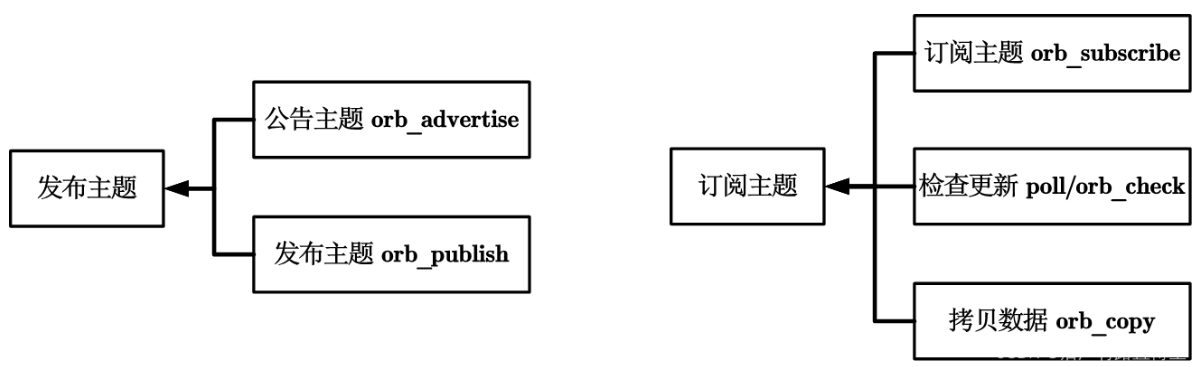 发布主题
公告主题 orb_advertise
发布主题 orb_publish
订阅主题
订阅主题 orb_subscribe
检查更新 poll/orb_check
拷贝数据 orb_copy